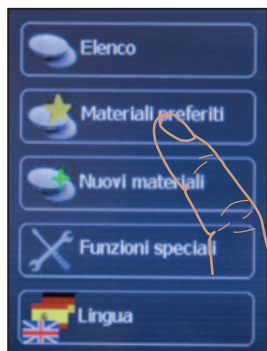 Elenco
Materiali preferiti
Nuovi materiali
Funzioni speciali
Lingua